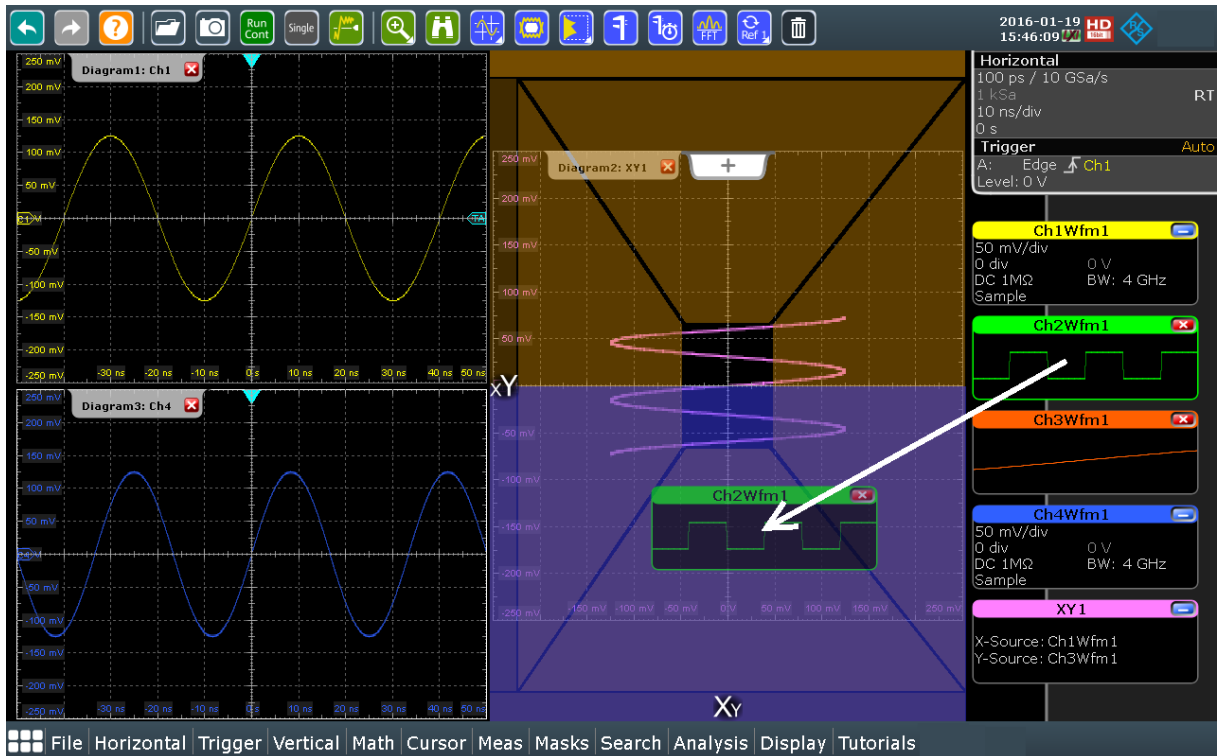 Run
Cont
Single
FFT
Ref 1
2016-01-19
15:46:09
HD
16bit
R
S
Diagram1: Ch1
250 mV
200 mV
150 mV
100 mV
50 mV
TA
-50 mV
-100 mV
-150 mV
-200 mV
-250 mV
-30 ns
-20 ns
-10 ns
0 s
10 ns
20 ns
30 ns
40 ns
50 ns
Diagram3: Ch4
250 mV
200 mV
150 mV
100 mV
50 mV
-50 mV
-100 mV
-150 mV
-200 mV
-250 mV
-30 ns
-20 ns
-10 ns
0 s
10 ns
20 ns
30 ns
40 ns
50 ns
Diagram2: XY1
+
250 mV
200 mV
150 mV
100 mV
50 mV
XY
-50 mV
-100 mV
-150 mV
-200 mV
-250 mV
Ch2Wfm1
-150 mV
-100 mV
-50 mV
0 V
50 mV
100 mV
150 mV
250 mV
XY
Horizontal
100 ps / 10 GSa/s
1 kSa RT
10 ns/div
0 s
Trigger Auto
A: Edge Ch1
Level: 0 V
Ch1Wfm1
50 mV/div
0 div 0 V
DC 1MΩ BW: 4 GHz
Sample
Ch2Wfm1
Ch3Wfm1
Ch4Wfm1
50 mV/div
0 div 0 V
DC 1MΩ BW: 4 GHz
Sample
XY1
X-Source: Ch1Wfm1
Y-Source: Ch3Wfm1
File Horizontal Trigger Vertical Math Cursor Meas Masks Search Analysis Display Tutorials